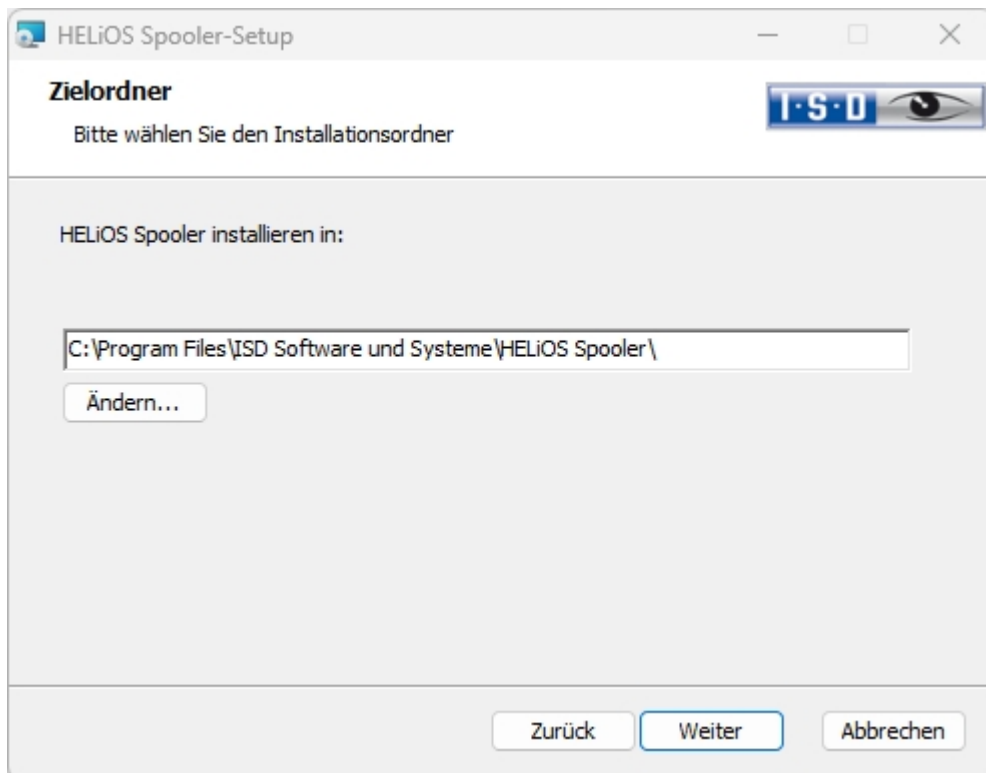 HELiOS Spooler-Setup
Zielordner
Bitte wählen Sie den Installationsordner
I·S·D
HELiOS Spooler installieren in:
C:\Program Files\ISD Software und Systeme\HELiOS Spooler\
Ändern...
Zurück Weiter Abbrechen